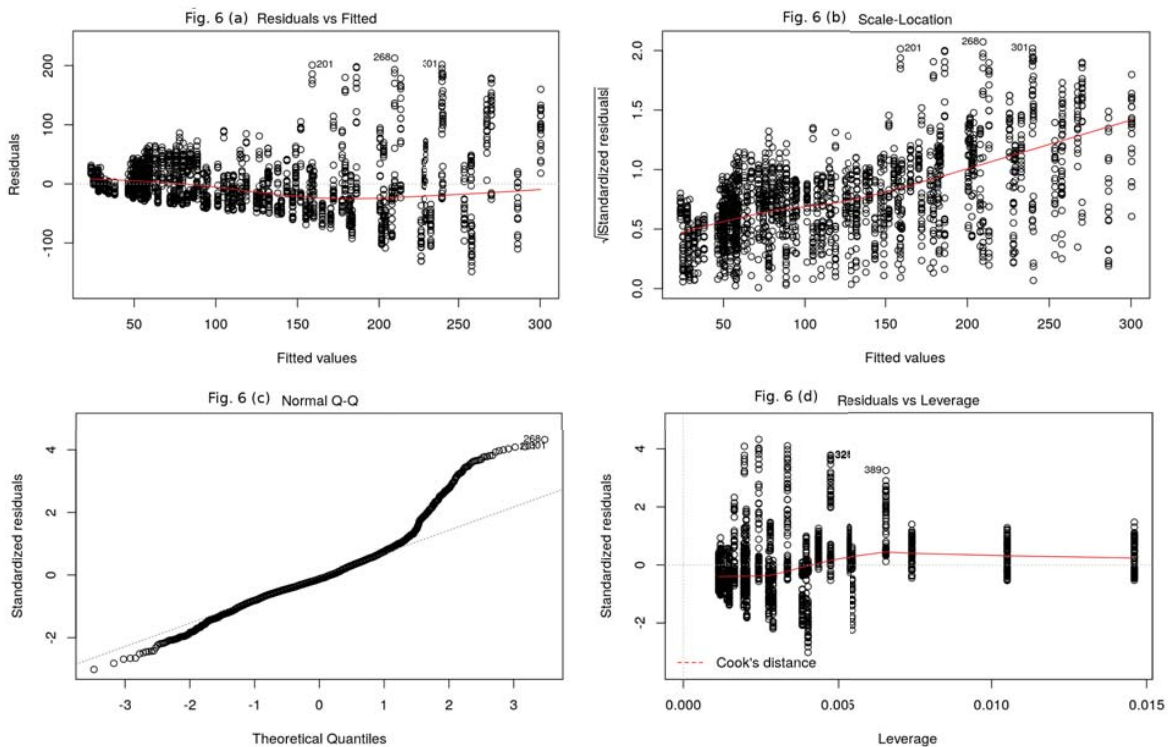 Fig. 6 (a) Residuals vs Fitted
Residuals
200
100
0
-100
201
268
301
50 100 150 200 250 300
Fitted values
Fig. 6 (b) Scale-Location
√|Standardized residuals|
2.0
1.5
1.0
0.5
0.0
201
268
301
50 100 150 200 250 300
Fitted values
Fig. 6 (c) Normal Q-Q
Standardized residuals
4
2
0
-2
268
-3 -2 -1 0 1 2 3
Theoretical Quantiles
Fig. 6 (d) Residuals vs Leverage
Standardized residuals
4
2
0
-2
389
Cook's distance
0.000 0.005 0.010 0.015
Leverage